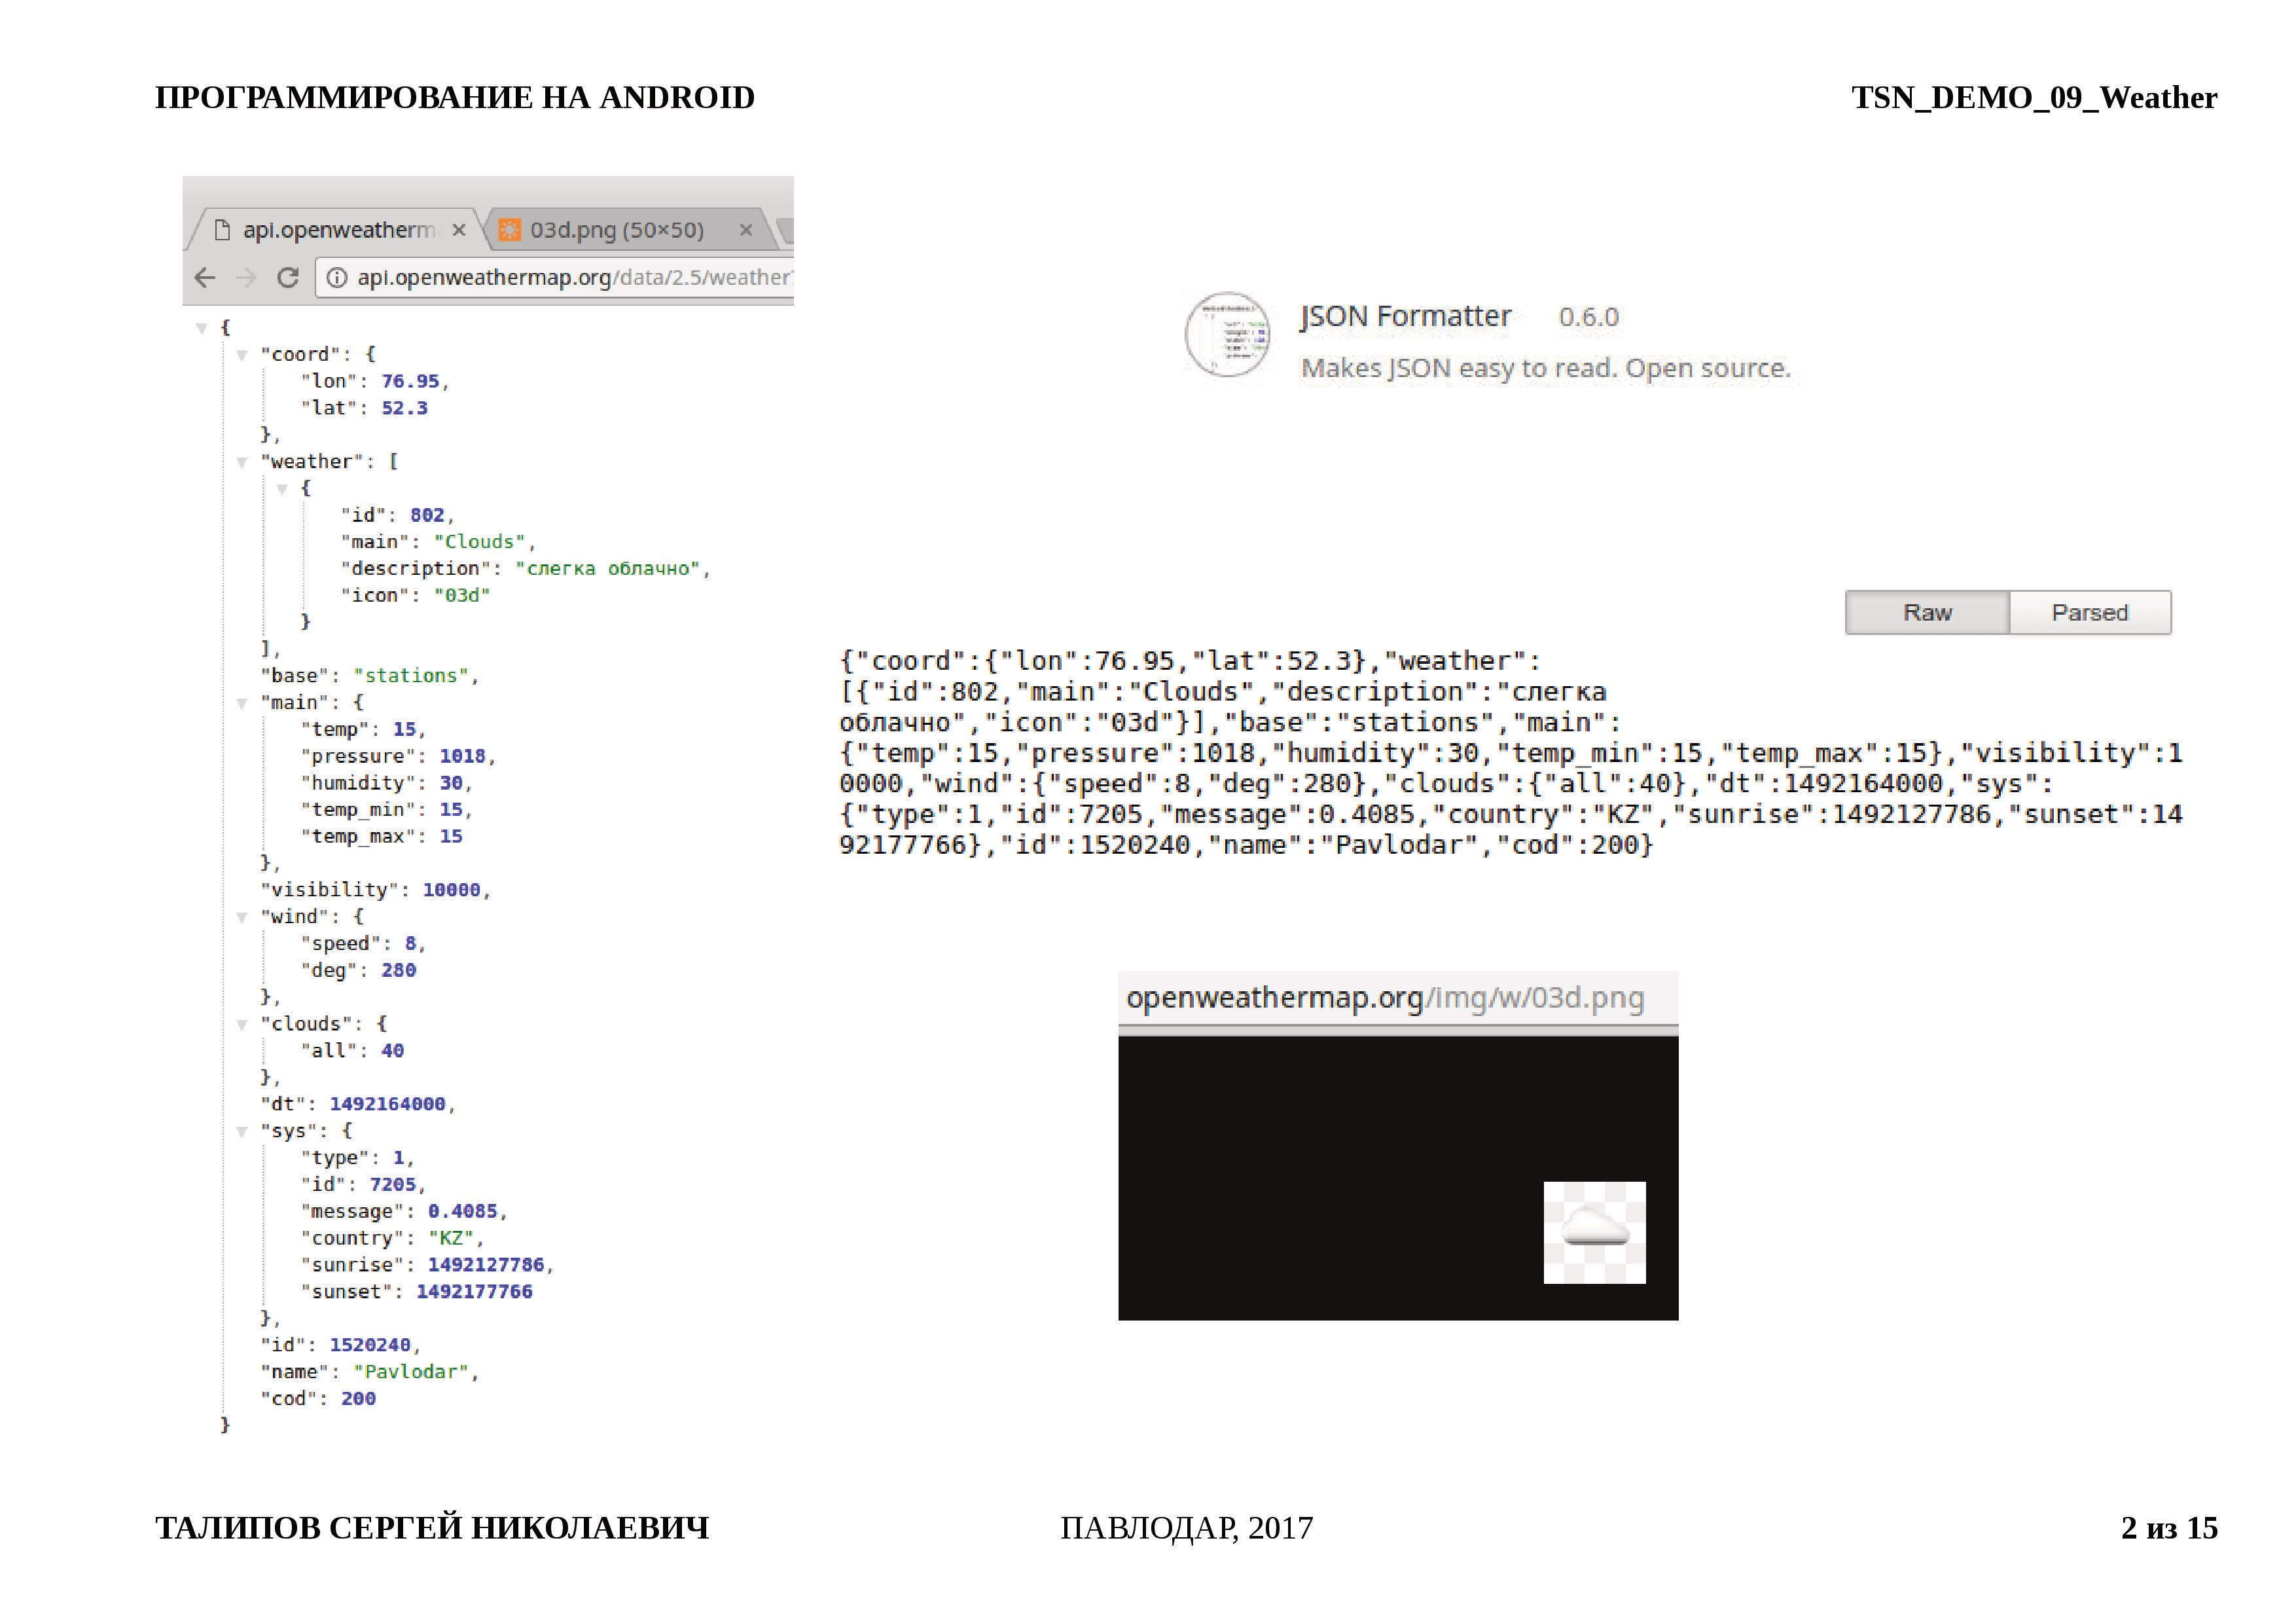 ПРОГРАММИРОВАНИЕ НА ANDROID
TSN_DEMO_09_Weather
api.openweatherm
03d.png (50×50)
api.openweathermap.org/data/2.5/weather?
{
"coord": {
"lon": 76.95,
"lat": 52.3
},
"weather": [
{
"id": 802,
"main": "Clouds",
"description": "слегка облачно",
"icon": "03d"
}
],
"base": "stations",
"main": {
"temp": 15,
"pressure": 1018,
"humidity": 30,
"temp_min": 15,
"temp_max": 15
},
"visibility": 10000,
"wind": {
"speed": 8,
"deg": 280
},
"clouds": {
"all": 40
},
"dt": 1492164000,
"sys": {
"type": 1,
"id": 7205,
"message": 0.4085,
"country": "KZ",
"sunrise": 1492127786,
"sunset": 1492177766
},
"id": 1520240,
"name": "Pavlodar",
"cod": 200
}
JSON Formatter 0.6.0
Makes JSON easy to read. Open source.
Raw Parsed
{"coord":{"lon":76.95,"lat":52.3},"weather":
[{"id":802,"main":"Clouds","description":"слегка
облачно","icon":"03d"}],"base":"stations","main":
{"temp":15,"pressure":1018,"humidity":30,"temp_min":15,"temp_max":15},"visibility":1
0000,"wind":{"speed":8,"deg":280},"clouds":{"all":40},"dt":1492164000,"sys":
{"type":1,"id":7205,"message":0.4085,"country":"KZ","sunrise":1492127786,"sunset":14
92177766},"id":1520240,"name":"Pavlodar","cod":200}
openweathermap.org/img/w/03d.png
ТАЛИПОВ СЕРГЕЙ НИКОЛАЕВИЧ
ПАВЛОДАР, 2017
2 из 15